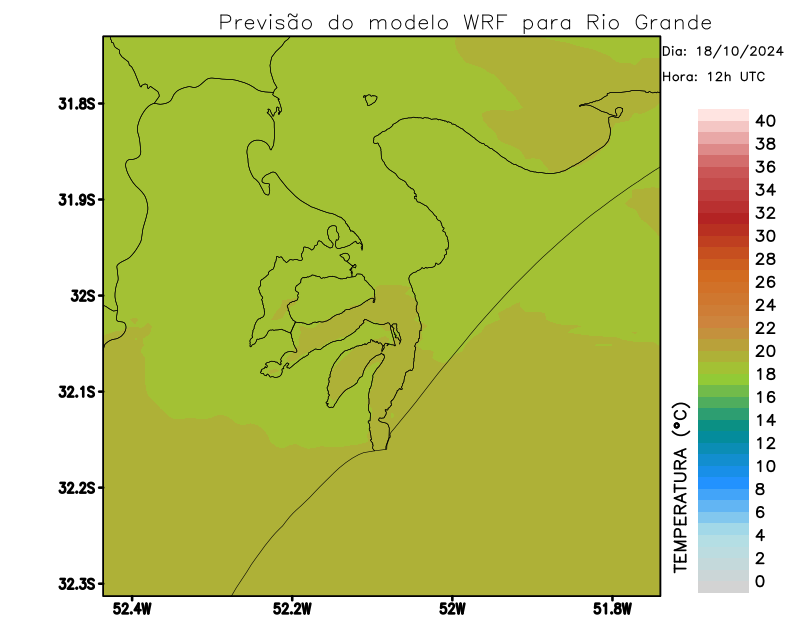 Previsão do modelo WRF para Rio Grande
Dia: 18/10/2024
Hora: 12h UTC
31.8S
31.9S
32S
32.1S
32.2S
32.3S
52.4W
52.2W
52W
51.8W
TEMPERATURA (ºC)
40
38
36
34
32
30
28
26
24
22
20
18
16
14
12
10
8
6
4
2
0